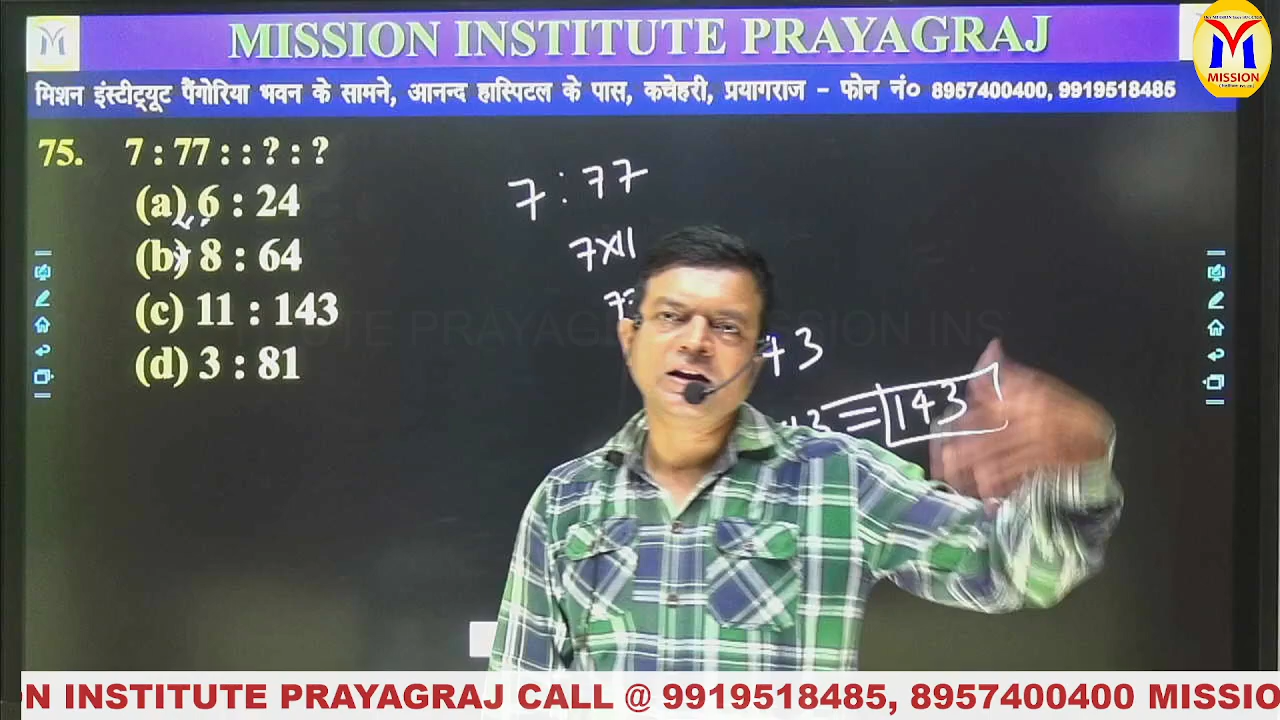 MISSION INSTITUTE PRAYAGRAJ
MISSION
मिशन इंस्टीट्यूट पैंगोरिया भवन के सामने, आनन्द हास्पिटल के पास, कचेहरी, प्रयागराज - फोन नं० 8957400400, 9919518485
75. 7 : 77 : : ? : ?
(a) 6 : 24
(b) 8 : 64
(c) 11 : 143
(d) 3 : 81
7 : 77
7×11
+3
= 143
N INSTITUTE PRAYAGRAJ CALL @ 9919518485, 8957400400 MISSIO